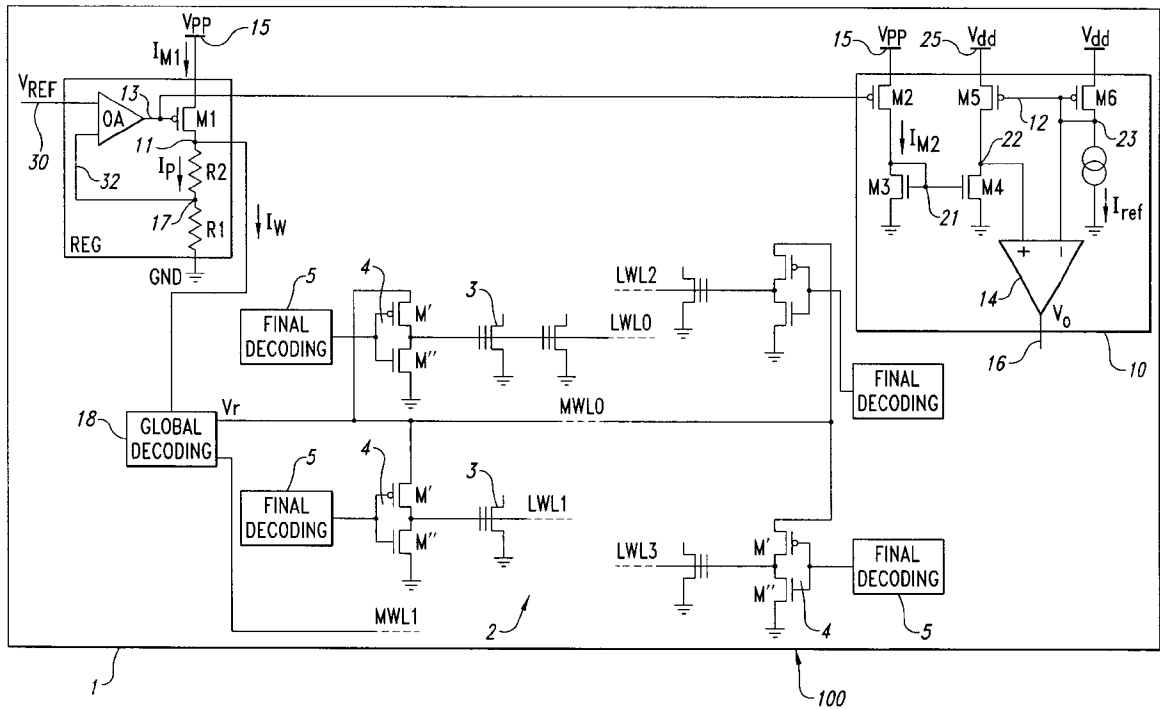 VPP
15
IM1
VREF
13
OA
M1
11
IP
R2
30
32
17
R1
IW
REG
GND
15
VPP
25
Vdd
Vdd
M2
M5
12
M6
IM2
22
23
M3
M4
21
Iref
+
−
14
Vo
16
10
5
4
FINAL
DECODING
M'
M''
3
LWL0
LWL2
FINAL
DECODING
18
GLOBAL
DECODING
Vr
MWL0
5
4
FINAL
DECODING
M'
M''
3
LWL1
LWL3
M'
M''
4
FINAL
DECODING
5
MWL1
2
1
100